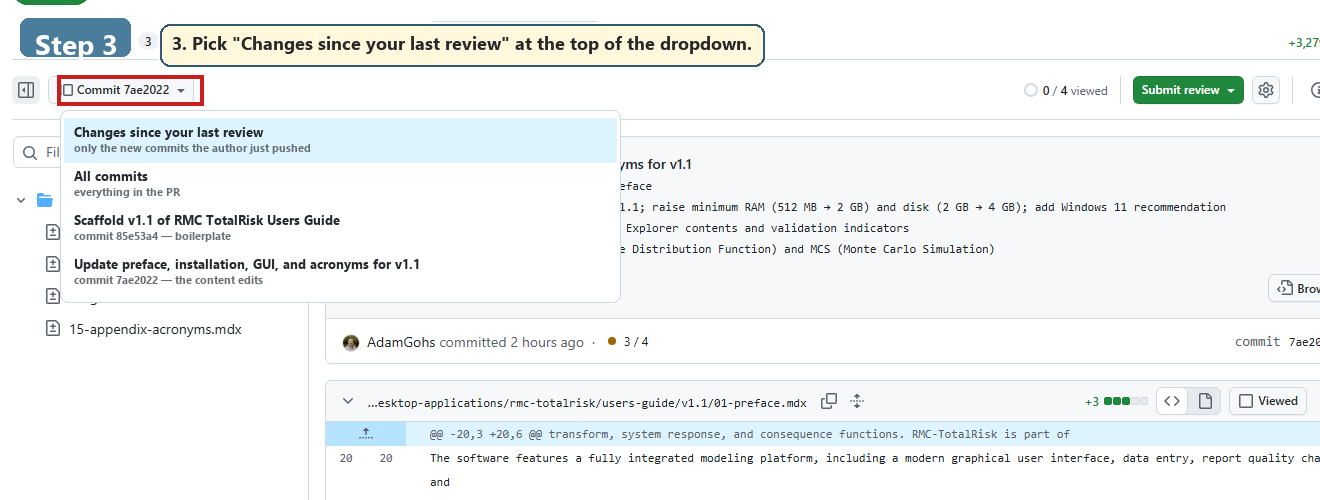 Step 3
3
3. Pick "Changes since your last review" at the top of the dropdown.
Commit 7ae2022
0 / 4 viewed
Submit review
Changes since your last review
only the new commits the author just pushed
All commits
everything in the PR
Scaffold v1.1 of RMC TotalRisk Users Guide
commit 85e53a4 — boilerplate
Update preface, installation, GUI, and acronyms for v1.1
commit 7ae2022 — the content edits
15-appendix-acronyms.mdx
for v1.1
1.1; raise minimum RAM (512 MB → 2 GB) and disk (2 GB → 4 GB); add Windows 11 recommendation
Explorer contents and validation indicators
Distribution Function) and MCS (Monte Carlo Simulation)
AdamGohs committed 2 hours ago · 3 / 4
commit
...esktop-applications/rmc-totalrisk/users-guide/v1.1/01-preface.mdx
+3
Viewed
@@ -20,3 +20,6 @@ transform, system response, and consequence functions. RMC-TotalRisk is part of
20 20 The software features a fully integrated modeling platform, including a modern graphical user interface, data entry, report quality
and